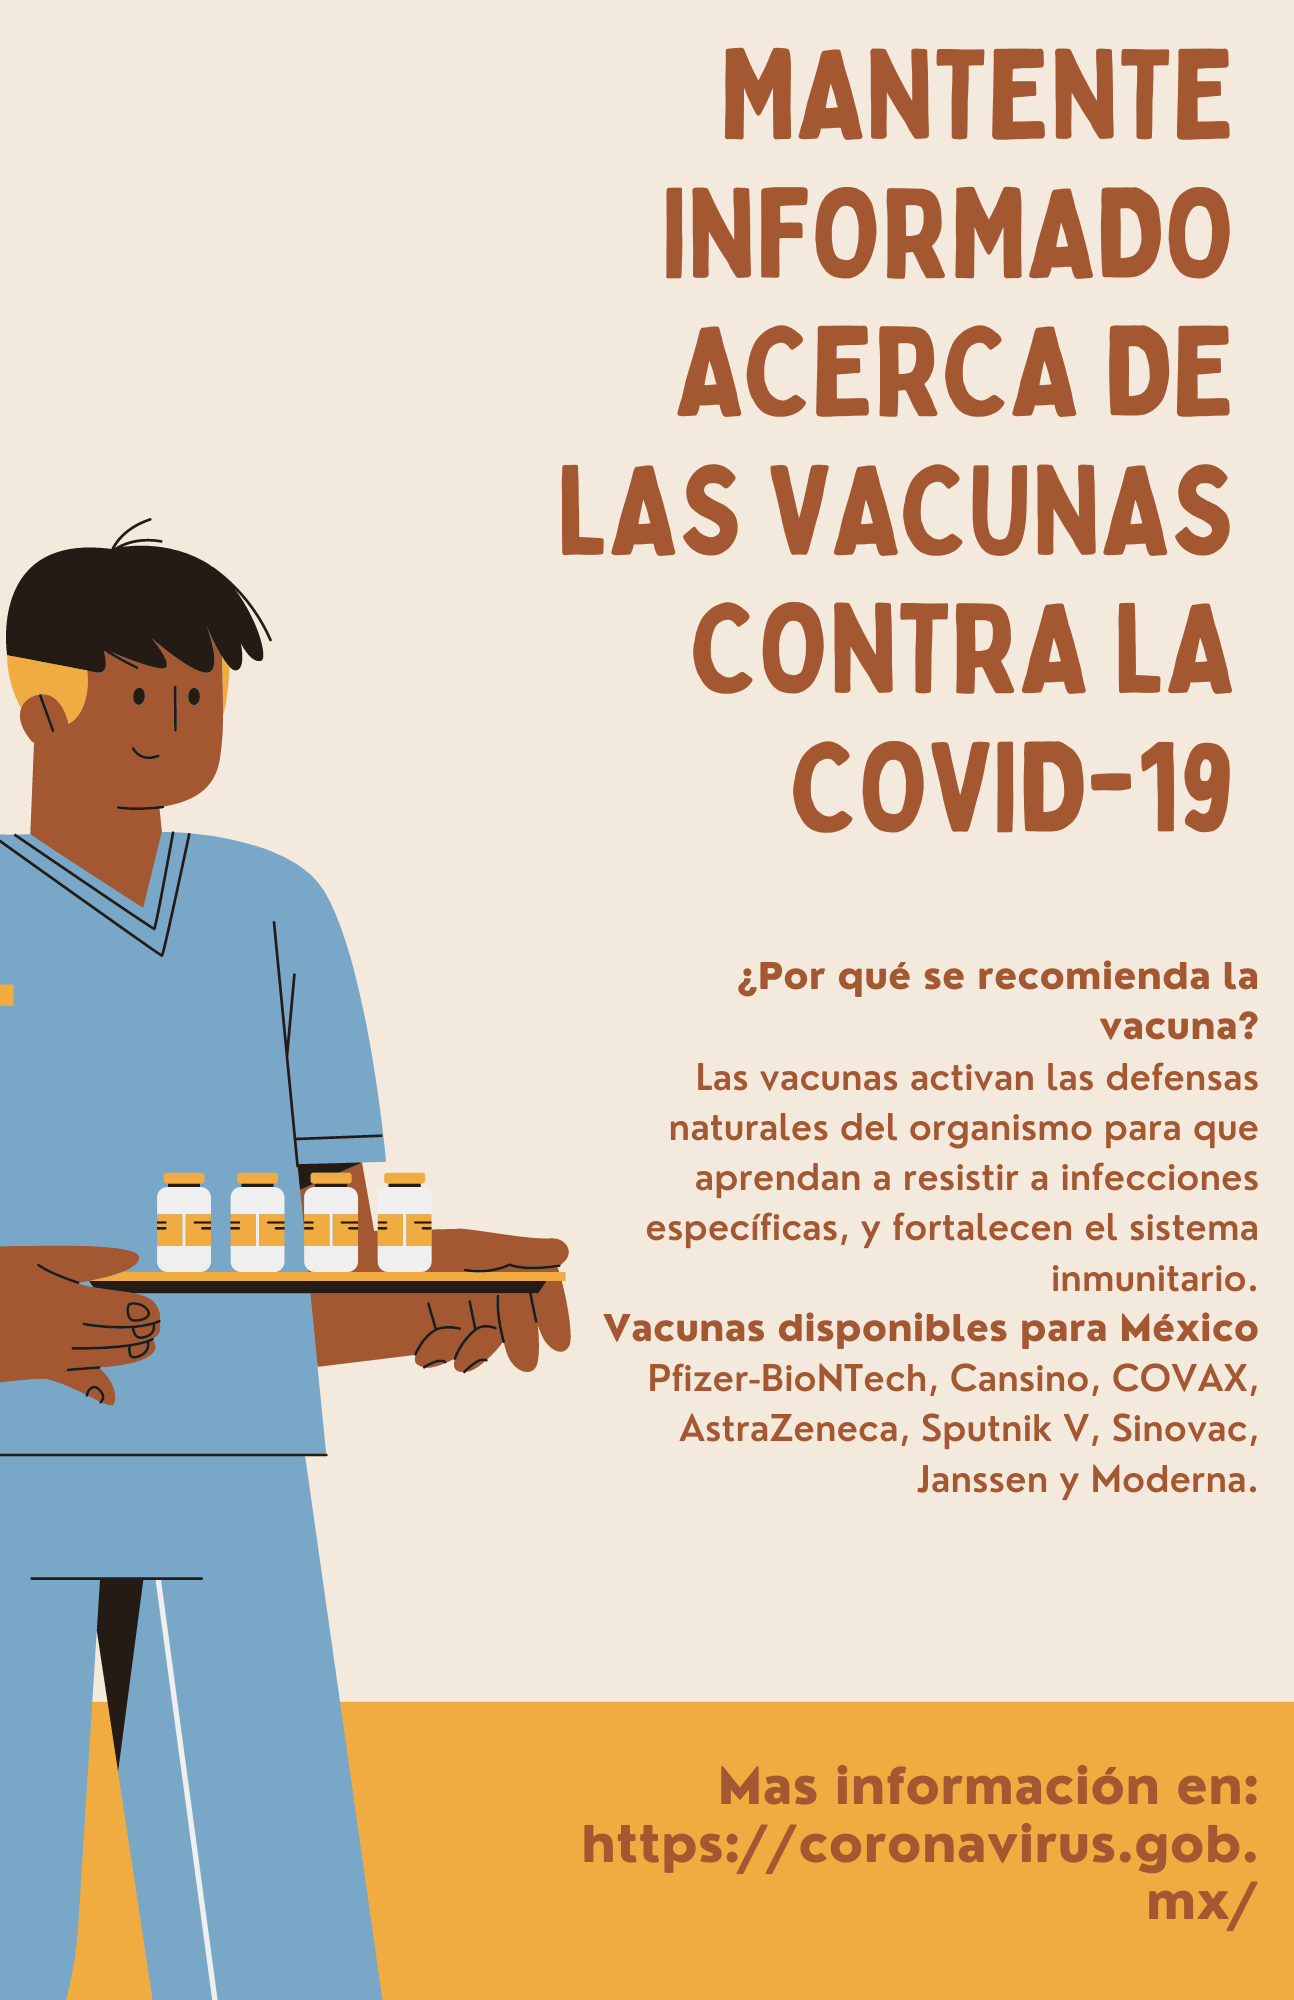 MANTENTE
INFORMADO
ACERCA DE
LAS VACUNAS
CONTRA LA
COVID-19
¿Por qué se recomienda la
vacuna?
Las vacunas activan las defensas
naturales del organismo para que
aprendan a resistir a infecciones
específicas, y fortalecen el sistema
inmunitario.
Vacunas disponibles para México
Pfizer-BioNTech, Cansino, COVAX,
AstraZeneca, Sputnik V, Sinovac,
Janssen y Moderna.
Mas información en:
https://coronavirus.gob.
mx/